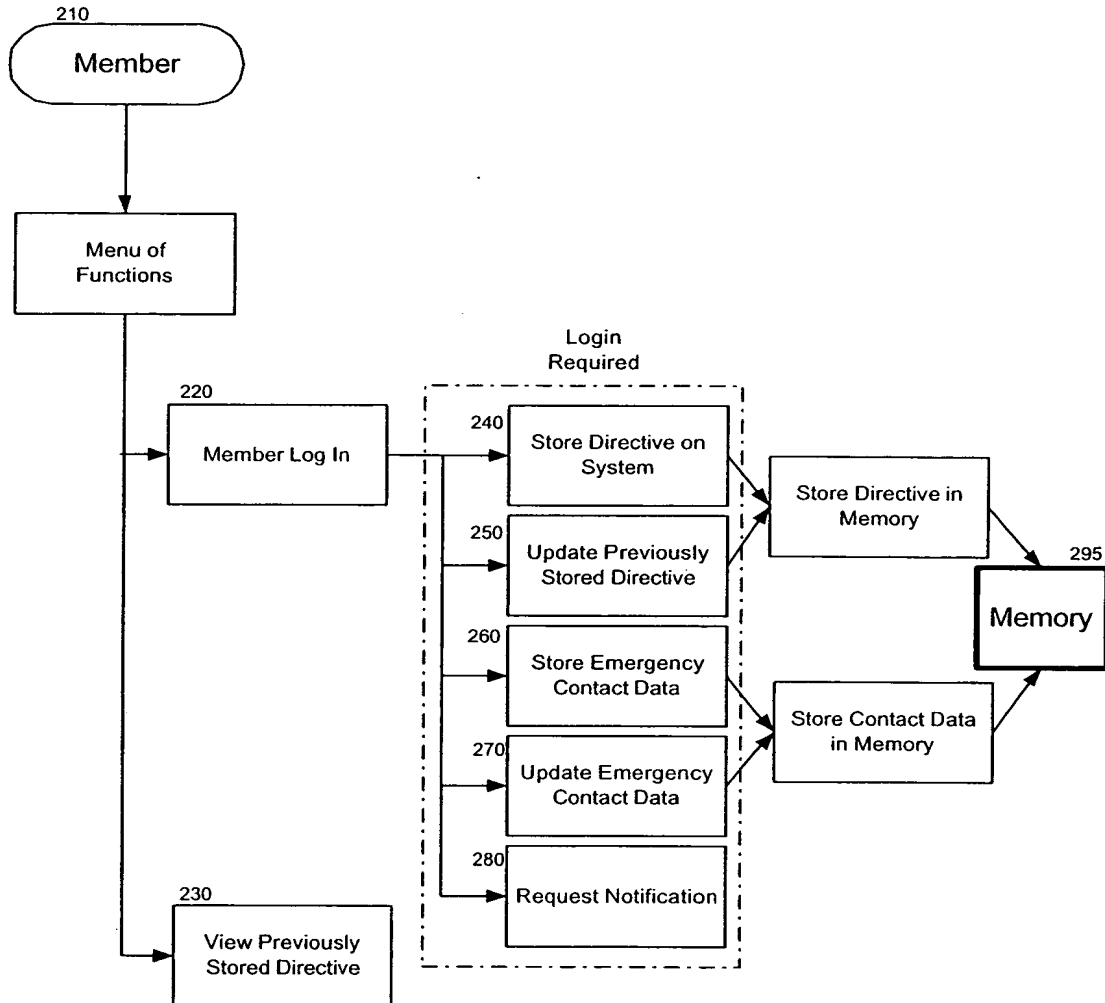 210
Member
Menu of
Functions
Login
Required
220
Member Log In
240
Store Directive on
System
250
Update Previously
Stored Directive
260
Store Emergency
Contact Data
270
Update Emergency
Contact Data
280
Request Notification
Store Directive in
Memory
295
Memory
Store Contact Data
in Memory
230
View Previously
Stored Directive